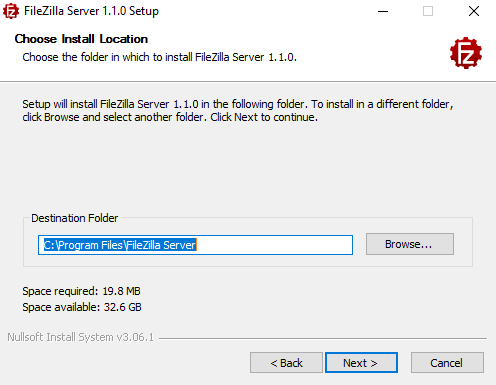 FileZilla Server 1.1.0 Setup
Choose Install Location
Choose the folder in which to install FileZilla Server 1.1.0.
Fz
Setup will install FileZilla Server 1.1.0 in the following folder. To install in a different folder,
click Browse and select another folder. Click Next to continue.
Destination Folder
C:\Program Files\FileZilla Server
Browse...
Space required: 19.8 MB
Space available: 32.6 GB
Nullsoft Install System v3.06.1
< Back
Next >
Cancel